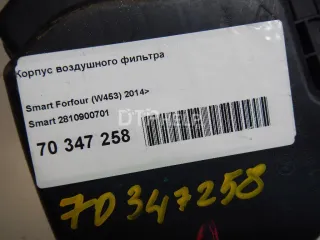 Корпус воздушного фильтра
Smart Forfour (W453) 2014>
Smart 2810900701
70 347 258
70347258